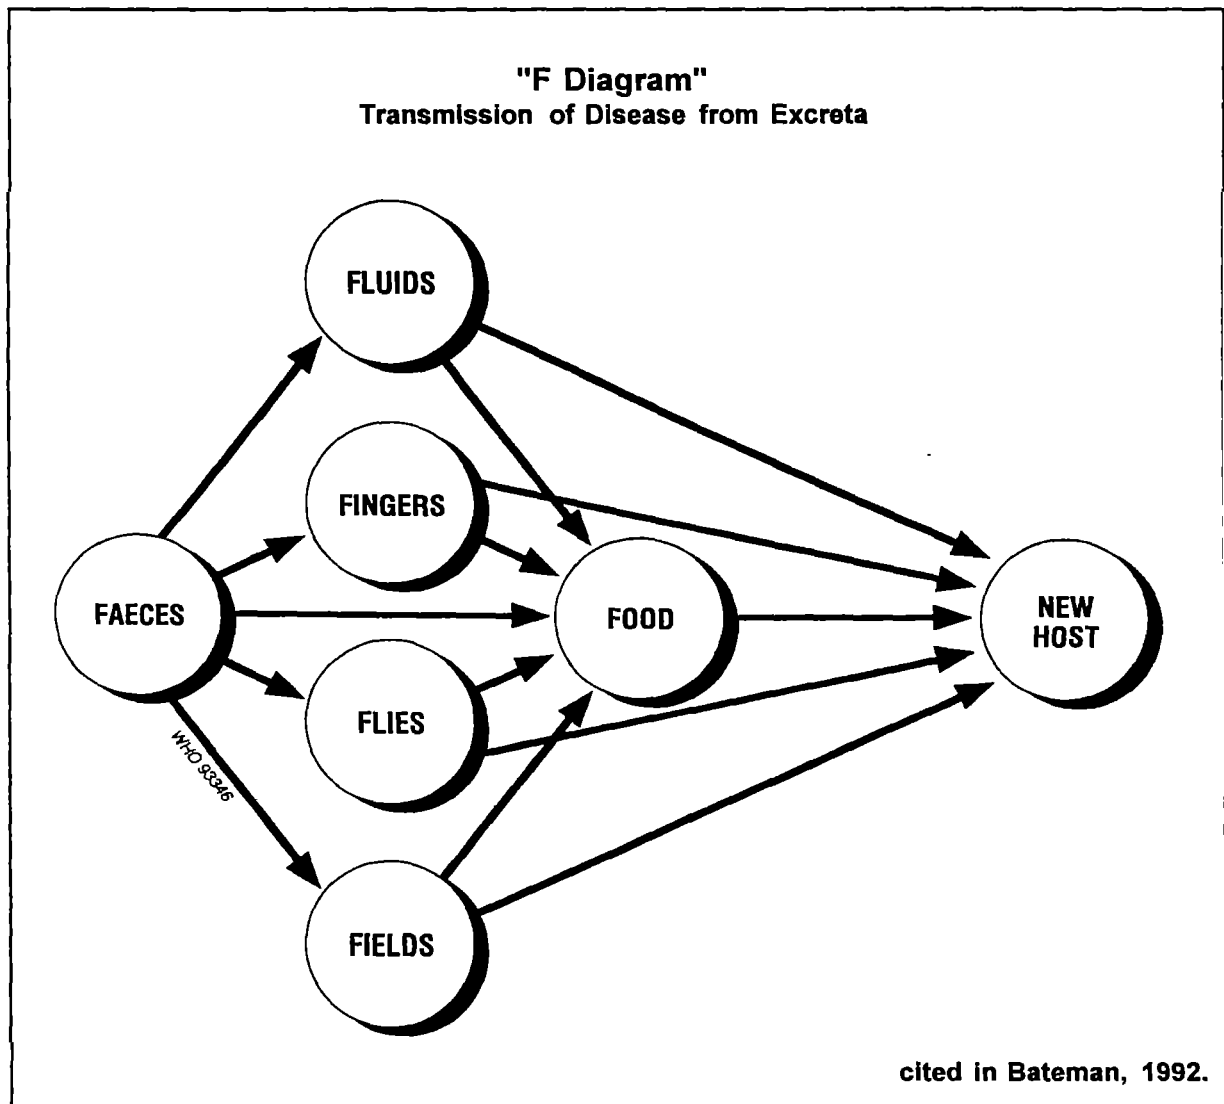 "F Diagram"
Transmission of Disease from Excreta
FLUIDS
FINGERS
FAECES
FOOD
NEW
HOST
FLIES
WHO 93346
FIELDS
cited in Bateman, 1992.